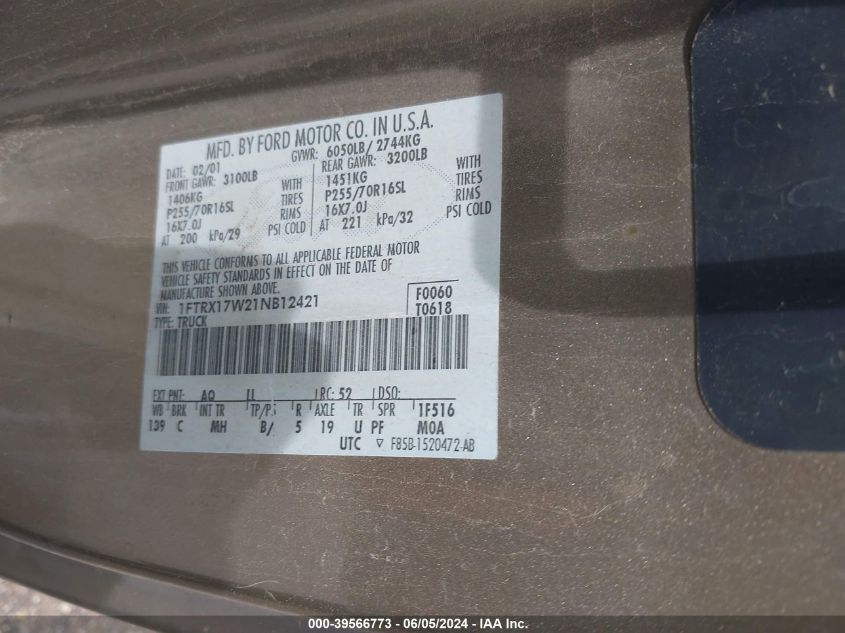 MFD. BY FORD MOTOR CO. IN U.S.A.
DATE: 02/01 GVWR: 6050LB/ 2744KG
FRONT GAWR: 3100LB REAR GAWR: 3200LB
1406KG WITH 1451KG WITH
P255/70R16SL TIRES P255/70R16SL TIRES
16X7.0J RIMS 16X7.0J RIMS
AT 200 kPa/29 PSI COLD AT 221 kPa/32 PSI COLD
THIS VEHICLE CONFORMS TO ALL APPLICABLE FEDERAL MOTOR
VEHICLE SAFETY STANDARDS IN EFFECT ON THE DATE OF
MANUFACTURE SHOWN ABOVE.
VIN: 1FTRX17W21NB12421 F0060
TYPE: TRUCK T0618
EXT PNT: AQ RC: 52 DSO:
WB BRK INT TR TP/PS R AXLE TR SPR 1F516
139 C MH B/ 5 19 U PF M0A
UTC F85B-1520472-AB
000-39566773 - 06/05/2024 - IAA Inc.